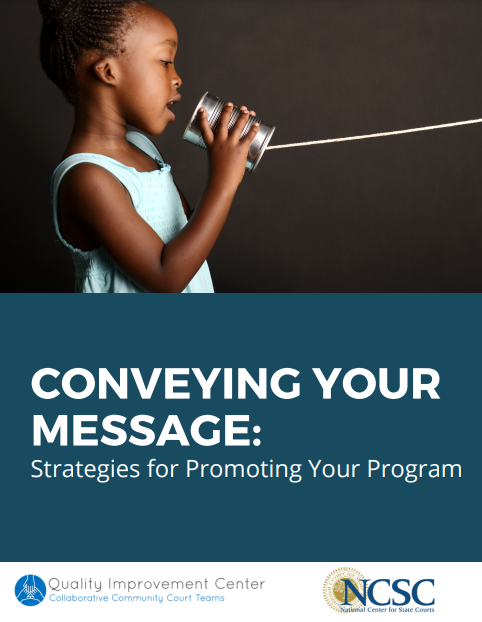 CONVEYING YOUR
MESSAGE:
Strategies for Promoting Your Program
Quality Improvement Center
Collaborative Community Court Teams
NCSC
National Center for State Courts